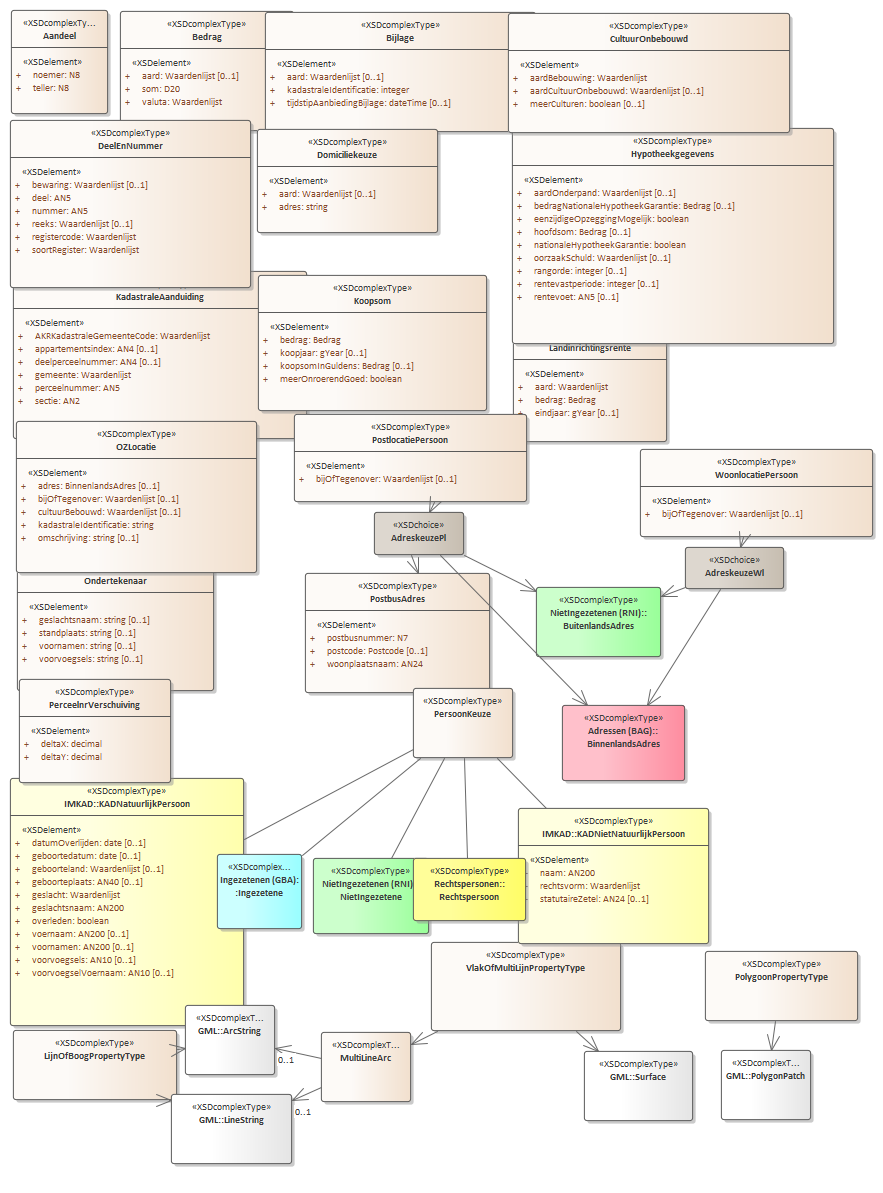 «XSDcomplexTy...
Aandeel
«XSDelement»
+ noemer: N8
+ teller: N8
«XSDcomplexType»
Bedrag
«XSDelement»
+ aard: Waardenlijst [0..1]
+ som: D20
+ valuta: Waardenlijst
«XSDcomplexType»
Bijlage
«XSDelement»
+ aard: Waardenlijst [0..1]
+ kadastraleIdentificatie: integer
+ tijdstipAanbiedingBijlage: dateTime [0..1]
«XSDcomplexType»
CultuurOnbebouwd
«XSDelement»
+ aardBebouwing: Waardenlijst
+ aardCultuurOnbebouwd: Waardenlijst [0..1]
+ meerCulturen: boolean [0..1]
«XSDcomplexType»
DeelEnNummer
«XSDelement»
+ bewaring: Waardenlijst [0..1]
+ deel: AN5
+ nummer: AN5
+ reeks: Waardenlijst [0..1]
+ registercode: Waardenlijst
+ soortRegister: Waardenlijst
«XSDcomplexType»
Domiciliekeuze
«XSDelement»
+ aard: Waardenlijst [0..1]
+ adres: string
«XSDcomplexType»
Hypotheekgegevens
«XSDelement»
+ aardOnderpand: Waardenlijst [0..1]
+ bedragNationaleHypotheekGarantie: Bedrag [0..1]
+ eenzijdigeOpzeggingMogelijk: boolean
+ hoofdsom: Bedrag [0..1]
+ nationaleHypotheekGarantie: boolean
+ oorzaakSchuld: Waardenlijst [0..1]
+ rangorde: integer [0..1]
+ rentevastperiode: integer [0..1]
+ rentevoet: AN5 [0..1]
KadastraleAanduiding
«XSDelement»
+ AKRKadastraleGemeenteCode: Waardenlijst
+ appartementsindex: AN4 [0..1]
+ deelperceelnummer: AN4 [0..1]
+ gemeente: Waardenlijst
+ perceelnummer: AN5
+ sectie: AN2
«XSDcomplexType»
Koopsom
«XSDelement»
+ bedrag: Bedrag
+ koopjaar: gYear [0..1]
+ koopsomInGuldens: Bedrag [0..1]
+ meerOnroerendGoed: boolean
Landinrichtingsrente
«XSDelement»
+ aard: Waardenlijst
+ bedrag: Bedrag
+ eindjaar: gYear [0..1]
«XSDcomplexType»
OZLocatie
«XSDelement»
+ adres: BinnenlandsAdres [0..1]
+ bijOfTegenover: Waardenlijst [0..1]
+ cultuurBebouwd: Waardenlijst [0..1]
+ kadastraleIdentificatie: string
+ omschrijving: string [0..1]
«XSDcomplexType»
PostlocatiePersoon
«XSDelement»
+ bijOfTegenover: Waardenlijst [0..1]
«XSDcomplexType»
WoonlocatiePersoon
«XSDelement»
+ bijOfTegenover: Waardenlijst [0..1]
«XSDchoice»
AdreskeuzePl
«XSDchoice»
AdreskeuzeWl
Ondertekenaar
«XSDelement»
+ geslachtsnaam: string [0..1]
+ standplaats: string [0..1]
+ voornamen: string [0..1]
+ voorvoegsels: string [0..1]
«XSDcomplexType»
PostbusAdres
«XSDelement»
+ postbusnummer: N7
+ postcode: Postcode [0..1]
+ woonplaatsnaam: AN24
«XSDcomplexType»
NietIngezetenen (RNI)::
BuitenlandsAdres
«XSDcomplexType»
PerceelnrVerschuiving
«XSDelement»
+ deltaX: decimal
+ deltaY: decimal
«XSDcomplexType»
PersoonKeuze
«XSDcomplexType»
Adressen (BAG)::
BinnenlandsAdres
«XSDcomplexType»
IMKAD::KADNatuurlijkPersoon
«XSDelement»
+ datumOverlijden: date [0..1]
+ geboortedatum: date [0..1]
+ geboorteland: Waardenlijst [0..1]
+ geboorteplaats: AN40 [0..1]
+ geslacht: Waardenlijst
+ geslachtsnaam: AN200
+ overleden: boolean
+ voernaam: AN200 [0..1]
+ voornamen: AN200 [0..1]
+ voorvoegsels: AN10 [0..1]
+ voorvoegselVoernaam: AN10 [0..1]
«XSDcomplex...
Ingezetenen (GBA):
:Ingezetene
«XSDcomplexType»
NietIngezetenen (RNI)
NietIngezetene
«XSDcomplexType»
Rechtspersonen::
Rechtspersoon
«XSDcomplexType»
IMKAD::KADNietNatuurlijkPersoon
«XSDelement»
naam: AN200
rechtsvorm: Waardenlijst
statutaireZetel: AN24 [0..1]
«XSDcomplexType»
VlakOfMultiLijnPropertyType
«XSDcomplexType»
PolygoonPropertyType
«XSDcomplexType»
LijnOfBoogPropertyType
«XSDcomplexT...
GML::ArcString
0..1
«XSDcomplexT...
MultiLineArc
«XSDcomplexType»
GML::Surface
«XSDcomplexT...
GML::PolygonPatch
«XSDcomplexType»
GML::LineString
0..1